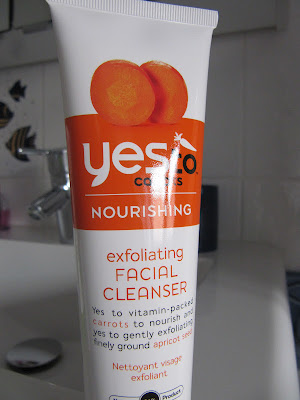 yes to
CARROTS
NOURISHING
exfoliating
FACIAL
CLEANSER
Yes to vitamin-packed
carrots to nourish and
yes to gently exfoliating
finely ground apricot seed
Nettoyant visage
exfoliant
Product